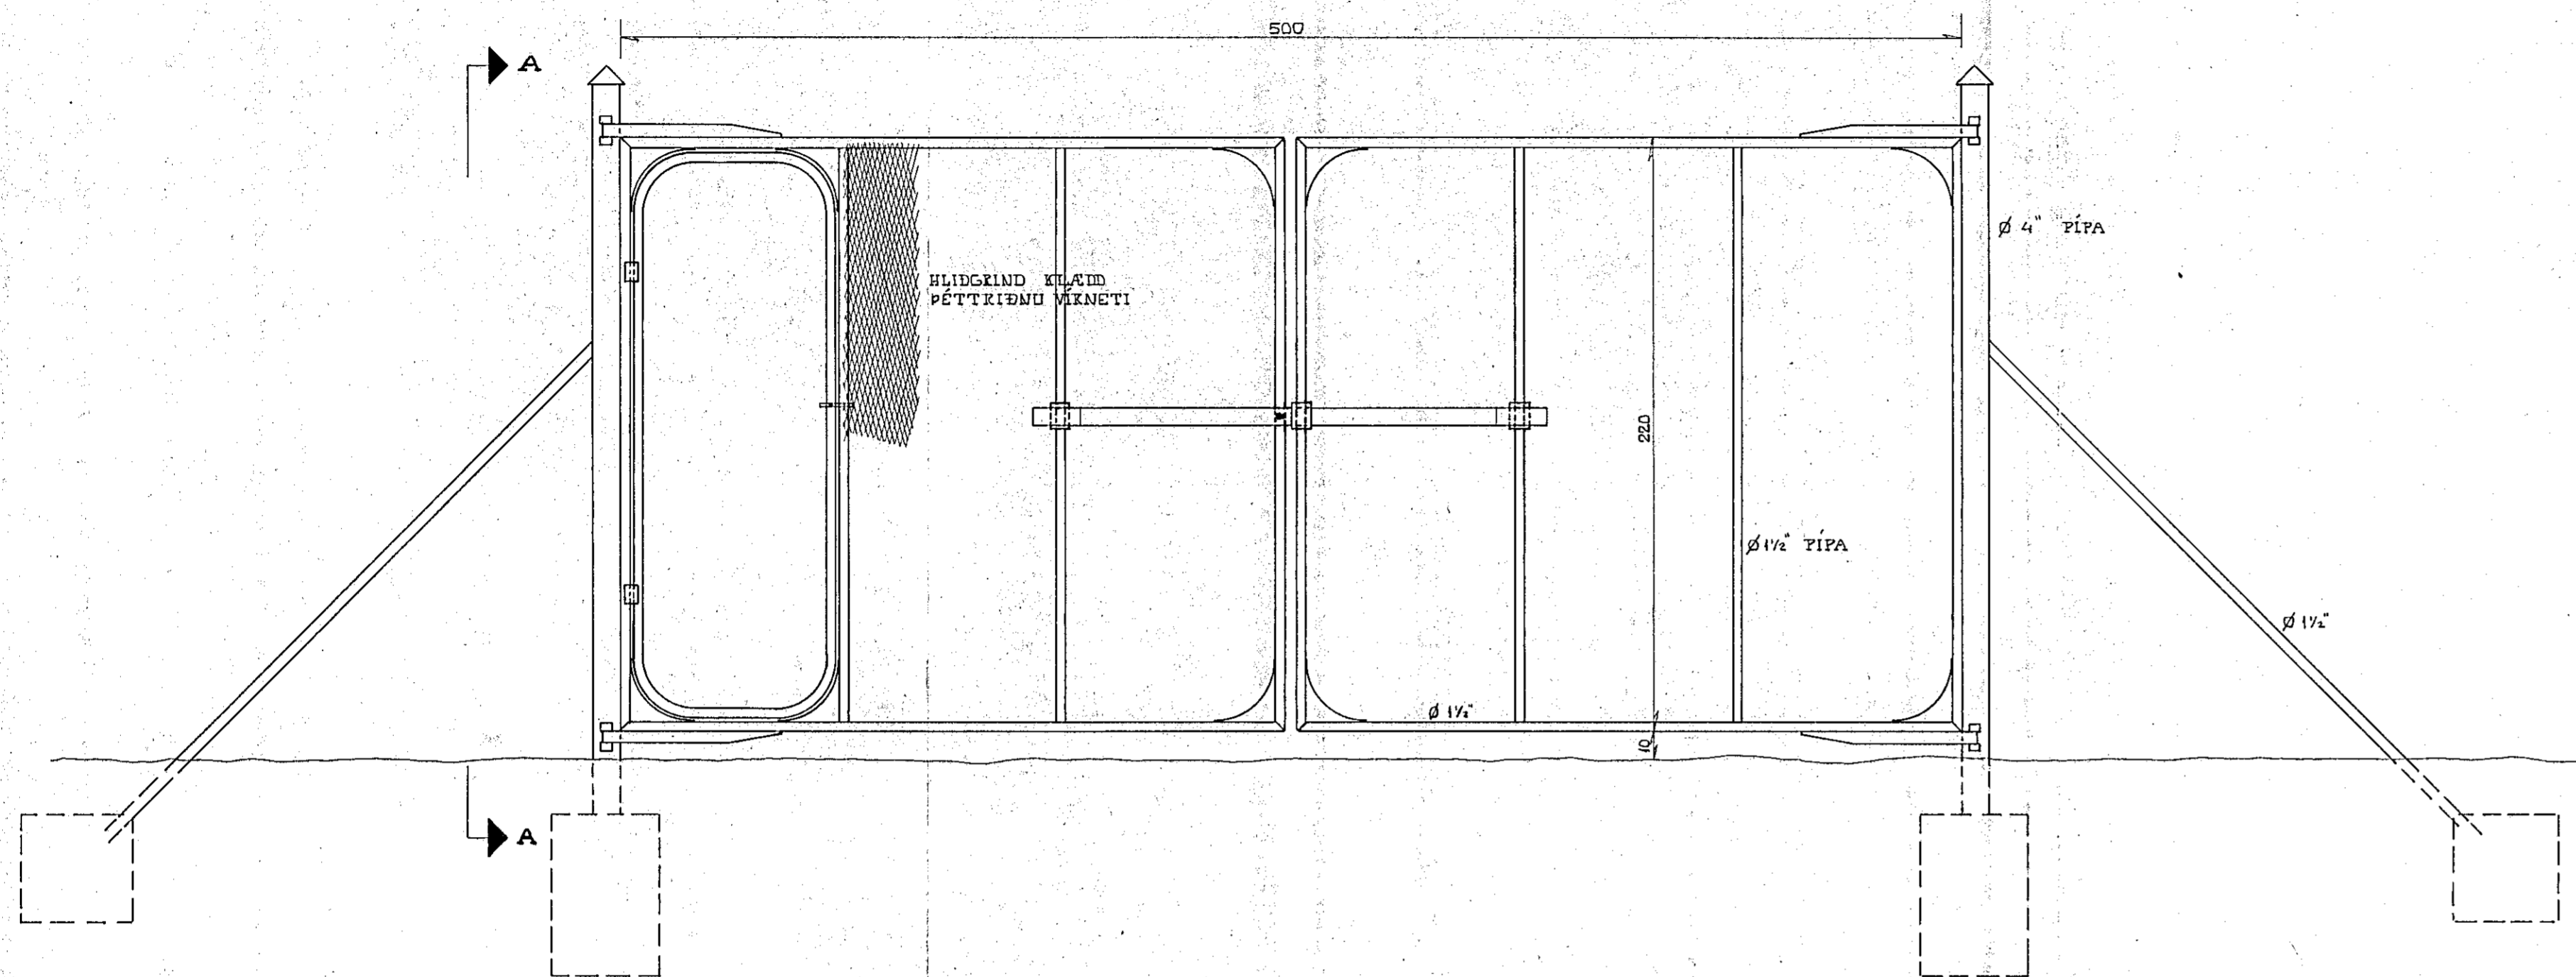 500
A
Ø 4" PÍPA
HLIÐGRIND KLÆDD
ÞÉTTRIÐNU VÍRNETI
220
Ø 1½" PÍPA
Ø 1½"
Ø 1½"
10
A